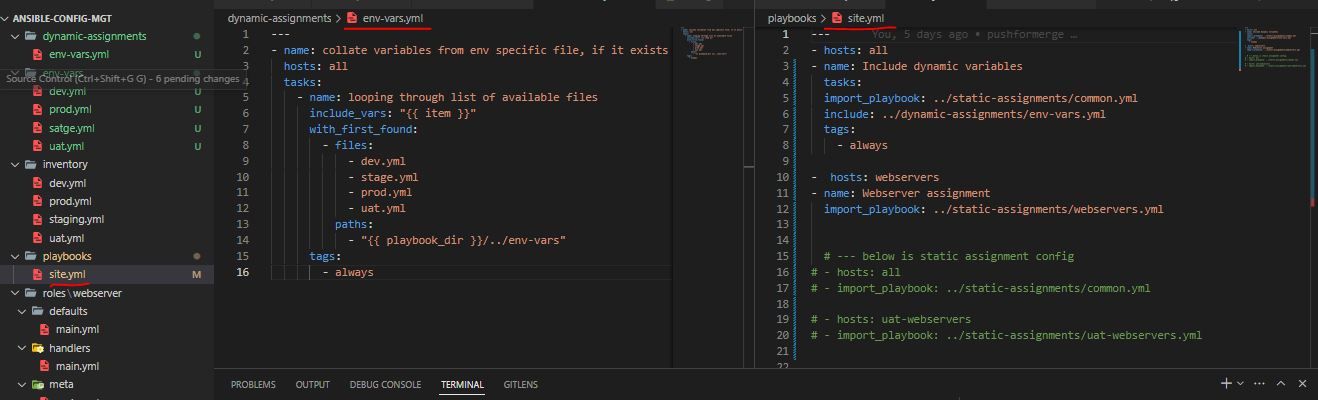 ANSIBLE-CONFIG-MGT
dynamic-assignments
env-vars.yml U
env-vars
Source Control (Ctrl+Shift+G G) - 6 pending changes
dev.yml U
prod.yml U
satge.yml U
uat.yml U
inventory
dev.yml
prod.yml
staging.yml
uat.yml
playbooks
site.yml M
roles\webserver
defaults
main.yml
handlers
main.yml
meta
dynamic-assignments > env-vars.yml
1 ---
2 - name: collate variables from env specific file, if it exists
3 hosts: all
4 tasks:
5 - name: looping through list of available files
6 include_vars: "{{ item }}"
7 with_first_found:
8 - files:
9 - dev.yml
10 - stage.yml
11 - prod.yml
12 - uat.yml
13 paths:
14 - "{{ playbook_dir }}/../env-vars"
15 tags:
16 - always
playbooks > site.yml
1 --- You, 5 days ago • pushformerge …
2 - hosts: all
3 - name: Include dynamic variables
4 tasks:
5 import_playbook: ../static-assignments/common.yml
6 include: ../dynamic-assignments/env-vars.yml
7 tags:
8 - always
9
10 - hosts: webservers
11 - name: Webserver assignment
12 import_playbook: ../static-assignments/webservers.yml
13
14
15 # --- below is static assignment config
16 # - hosts: all
17 # - import_playbook: ../static-assignments/common.yml
18
19 # - hosts: uat-webservers
20 # - import_playbook: ../static-assignments/uat-webservers.yml
21
22
PROBLEMS OUTPUT DEBUG CONSOLE TERMINAL GITLENS